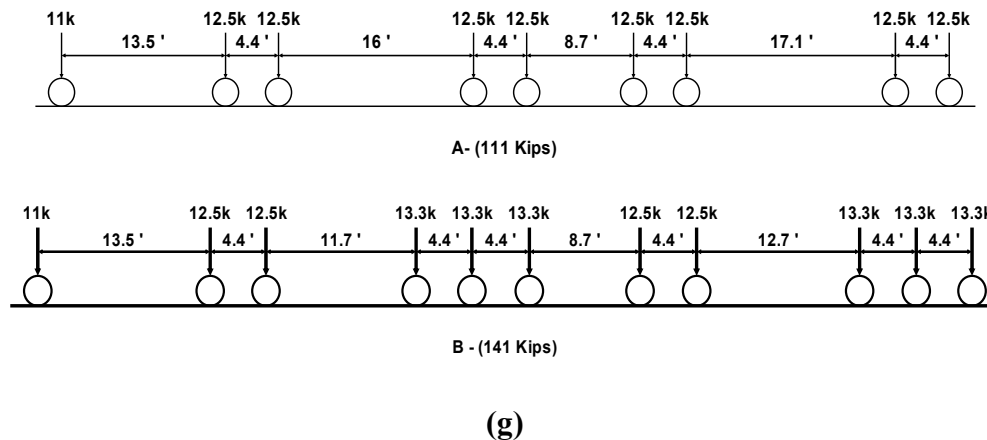 11k 12.5k 12.5k 12.5k 12.5k 12.5k 12.5k 12.5k 12.5k
13.5 ' 4.4 ' 16 ' 4.4 ' 8.7 ' 4.4 ' 17.1 ' 4.4 '
A- (111 Kips)
11k 12.5k 12.5k 13.3k 13.3k 13.3k 12.5k 12.5k 13.3k 13.3k 13.3k
13.5 ' 4.4 ' 11.7 ' 4.4 ' 4.4 ' 8.7 ' 4.4 ' 12.7 ' 4.4 ' 4.4 '
B - (141 Kips)
(g)